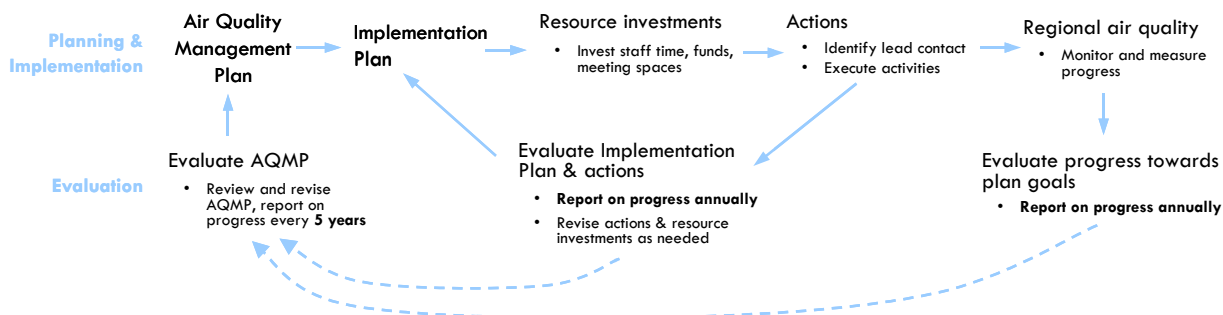 Planning &
Implementation
Air Quality
Management
Plan
Implementation
Plan
Resource investments
• Invest staff time, funds,
meeting spaces
Actions
• Identify lead contact
• Execute activities
Regional air quality
• Monitor and measure
progress
Evaluation
Evaluate AQMP
• Review and revise
AQMP, report on
progress every 5 years
Evaluate Implementation
Plan & actions
• Report on progress annually
• Revise actions & resource
investments as needed
Evaluate progress towards
plan goals
• Report on progress annually